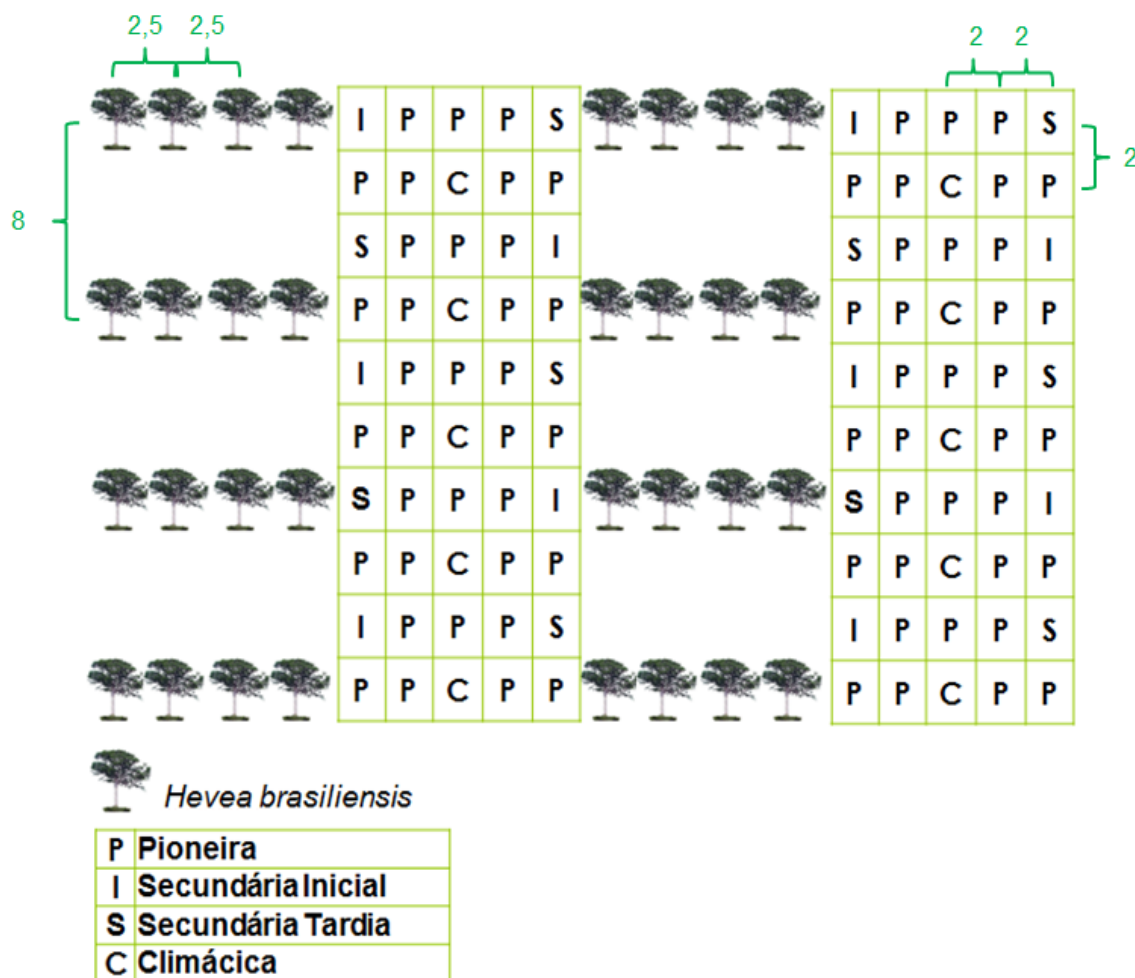 2,5 2,5
2 2
I P P P S I P P P S
P P C P P P P C P P
2
8
S P P P I S P P P I
P P C P P P P C P P
I P P P S I P P P S
P P C P P P P C P P
S P P P I S P P P I
P P C P P P P C P P
I P P P S I P P P S
P P C P P P P C P P
Hevea brasiliensis
P Pioneira
I Secundária Inicial
S Secundária Tardia
C Climácica